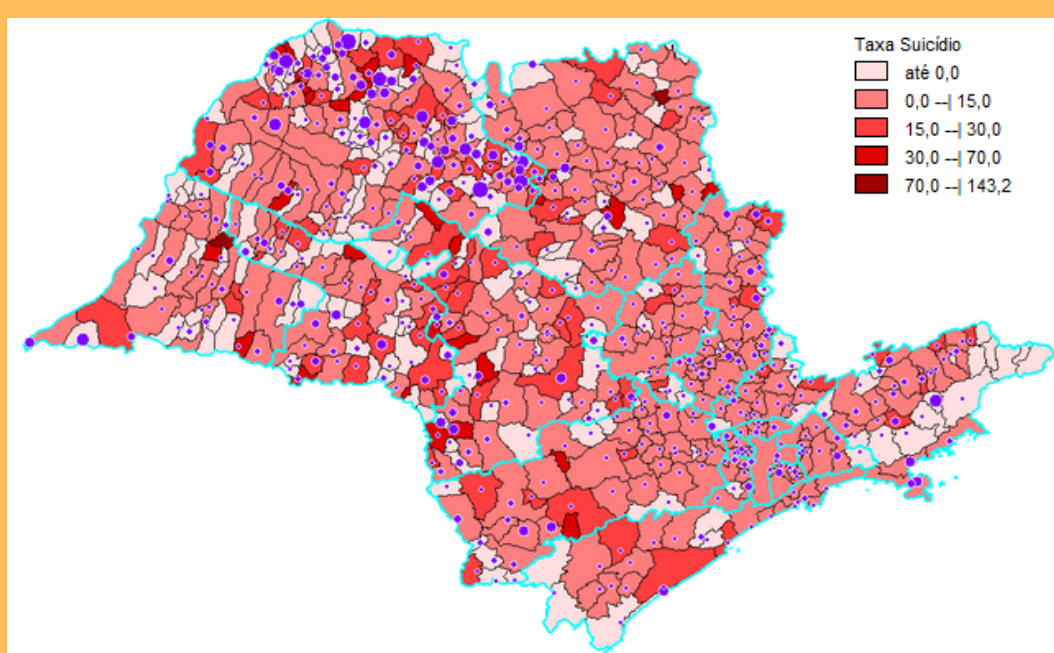 Taxa Suicídio
até 0,0
0,0 --| 15,0
15,0 --| 30,0
30,0 --| 70,0
70,0 --| 143,2